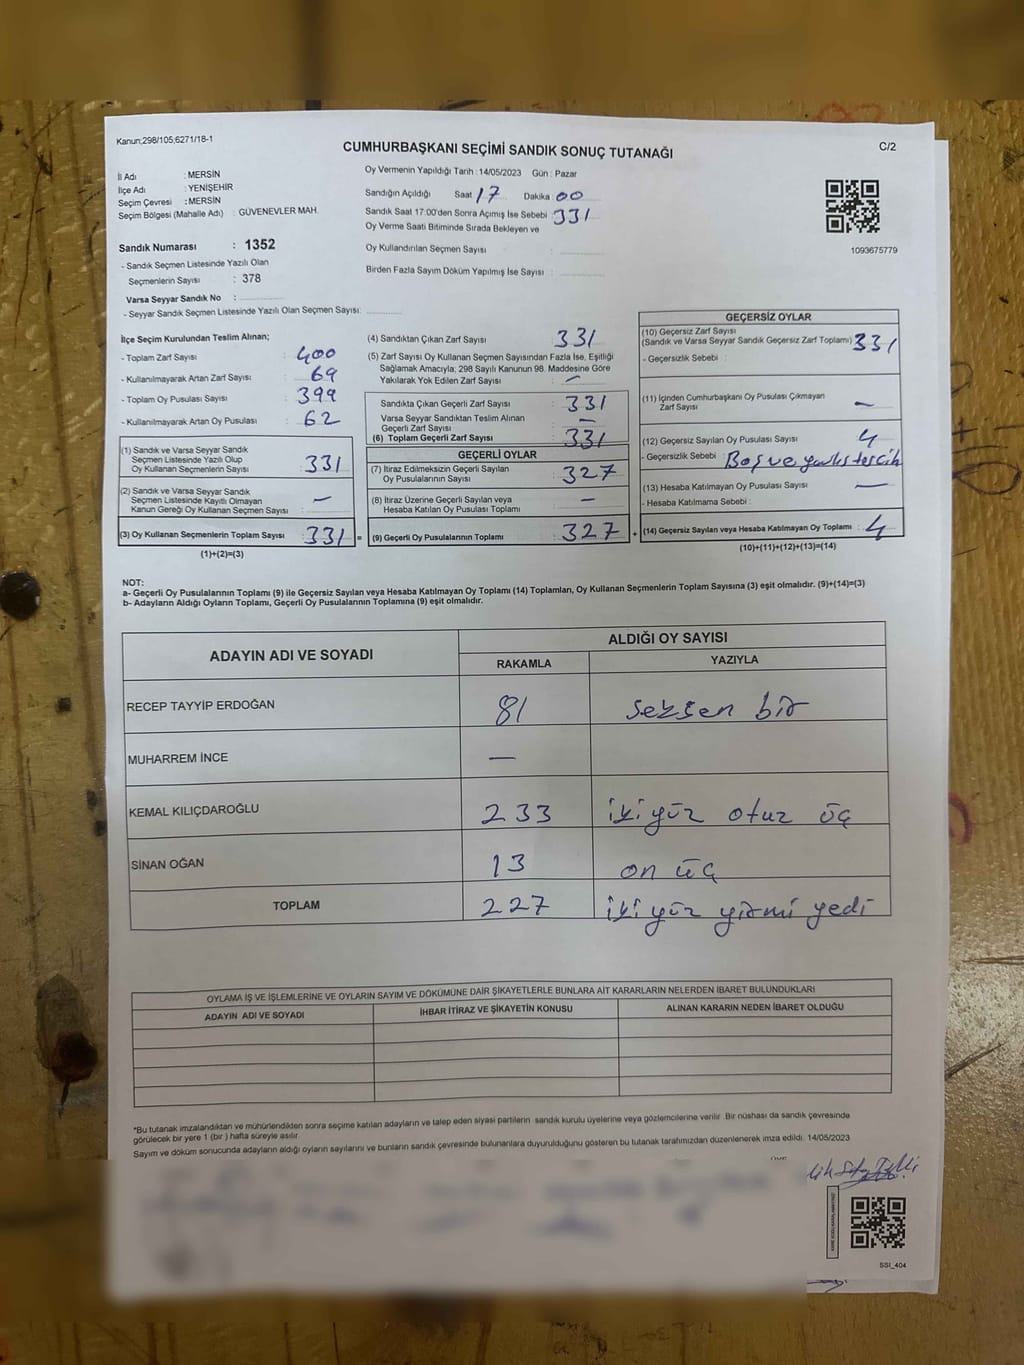 Kanun;298/105,6271/18-1
CUMHURBAŞKANI SEÇİMİ SANDIK SONUÇ TUTANAĞI
C/2
İl Adı : MERSİN
İlçe Adı : YENİŞEHİR
Seçim Çevresi : MERSİN
Seçim Bölgesi (Mahalle Adı) : GÜVENEVLER MAH.
Oy Vermenin Yapıldığı Tarih : 14/05/2023 Gün : Pazar
Sandığın Açıldığı Saat 17 Dakika 00
Sandık Saat 17:00'den Sonra Açımış İse Sebebi : 331
Oy Verme Saati Bitiminde Sırada Bekleyen ve
Oy Kullandırılan Seçmen Sayısı :
Birden Fazla Sayım Döküm Yapılmış İse Sayısı :
1093675779
Sandık Numarası : 1352
- Sandık Seçmen Listesinde Yazılı Olan
Seçmenlerin Sayısı : 378
Varsa Seyyar Sandık No :
- Seyyar Sandık Seçmen Listesinde Yazılı Olan Seçmen Sayısı:
İlçe Seçim Kurulundan Teslim Alınan;
- Toplam Zarf Sayısı : 400
- Kullanılmayarak Artan Zarf Sayısı : 69
- Toplam Oy Pusulası Sayısı : 399
- Kullanılmayarak Artan Oy Pusulası : 62
(1) Sandık ve Varsa Seyyar Sandık
Seçmen Listesinde Yazılı Olup
Oy Kullanan Seçmenlerin Sayısı : 331
(2) Sandık ve Varsa Seyyar Sandık
Seçmen Listesinde Kayıtlı Olmayan
Kanun Gereği Oy Kullanan Seçmen Sayısı : —
(3) Oy Kullanan Seçmenlerin Toplam Sayısı : 331 =
(1)+(2)=(3)
(4) Sandıktan Çıkan Zarf Sayısı : 331
(5) Zarf Sayısı Oy Kullanan Seçmen Sayısından Fazla İse, Eşitliği
Sağlamak Amacıyla; 298 Sayılı Kanunun 98. Maddesine Göre
Yakılarak Yok Edilen Zarf Sayısı : —
Sandıkta Çıkan Geçerli Zarf Sayısı : 331
Varsa Seyyar Sandıktan Teslim Alınan
Geçerli Zarf Sayısı : —
(6) Toplam Geçerli Zarf Sayısı : 331
GEÇERLİ OYLAR
(7) İtiraz Edilmeksizin Geçerli Sayılan
Oy Pusulalarının Sayısı : 327
(8) İtiraz Üzerine Geçerli Sayılan veya
Hesaba Katılan Oy Pusulası Toplamı : —
(9) Geçerli Oy Pusulalarının Toplamı : 327 +
GEÇERSİZ OYLAR
(10) Geçersiz Zarf Sayısı
(Sandık ve Varsa Seyyar Sandık Geçersiz Zarf Toplamı) : 331
- Geçersizlik Sebebi :
(11) İçinden Cumhurbaşkanı Oy Pusulası Çıkmayan
Zarf Sayısı : —
(12) Geçersiz Sayılan Oy Pusulası Sayısı : 4
- Geçersizlik Sebebi : Boş ve yanlış tercih
(13) Hesaba Katılmayan Oy Pusulası Sayısı : —
- Hesaba Katılmama Sebebi :
(14) Geçersiz Sayılan veya Hesaba Katılmayan Oy Toplamı : 4
(10)+(11)+(12)+(13)=(14)
NOT:
a- Geçerli Oy Pusulalarının Toplamı (9) ile Geçersiz Sayılan veya Hesaba Katılmayan Oy Toplamı (14) Toplamları, Oy Kullanan Seçmenlerin Toplam Sayısına (3) eşit olmalıdır. (9)+(14)=(3)
b- Adayların Aldığı Oyların Toplamı, Geçerli Oy Pusulalarının Toplamına (9) eşit olmalıdır.
ADAYIN ADI VE SOYADI
ALDIĞI OY SAYISI
RAKAMLA YAZIYLA
RECEP TAYYİP ERDOĞAN 81 seksen bir
MUHARREM İNCE —
KEMAL KILIÇDAROĞLU 233 iki yüz otuz üç
SİNAN OĞAN 13 on üç
TOPLAM 227 iki yüz yirmi yedi
OYLAMA İŞ VE İŞLEMLERİNE VE OYLARIN SAYIM VE DÖKÜMÜNE DAİR ŞİKAYETLERLE BUNLARA AİT KARARLARIN NELERDEN İBARET BULUNDUKLARI
ADAYIN ADI VE SOYADI İHBAR İTİRAZ VE ŞİKAYETİN KONUSU ALINAN KARARIN NEDEN İBARET OLDUĞU
*Bu tutanak imzalandıktan ve mühürlendikten sonra seçime katılan adayların ve talep eden siyasi partilerin sandık kurulu üyelerine veya gözlemcilerine verilir. Bir nüshası da sandık çevresinde
görülecek bir yere 1 (bir ) hafta süreyle asılır.
Sayım ve döküm sonucunda adayların aldığı oyların sayılarını ve bunların sandık çevresinde bulunanlara duyurulduğunu gösteren bu tutanak tarafımızdan düzenlenerek imza edildi. 14/05/2023
SSI_404